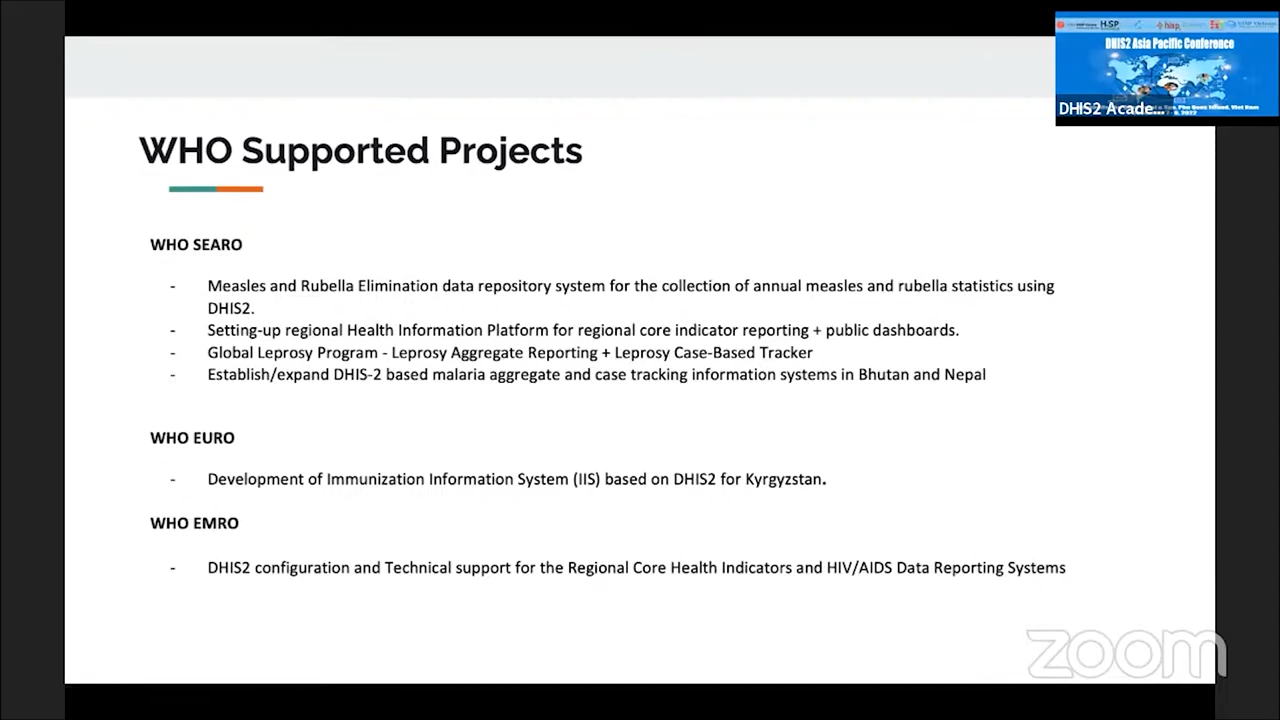 H-SP
hisp
DHIS2 Asia Pacific Conference
DHIS2 Acade...
WHO Supported Projects
WHO SEARO
- Measles and Rubella Elimination data repository system for the collection of annual measles and rubella statistics using
DHIS2.
- Setting-up regional Health Information Platform for regional core indicator reporting + public dashboards.
- Global Leprosy Program - Leprosy Aggregate Reporting + Leprosy Case-Based Tracker
- Establish/expand DHIS-2 based malaria aggregate and case tracking information systems in Bhutan and Nepal
WHO EURO
- Development of Immunization Information System (IIS) based on DHIS2 for Kyrgyzstan.
WHO EMRO
- DHIS2 configuration and Technical support for the Regional Core Health Indicators and HIV/AIDS Data Reporting Systems
zoom